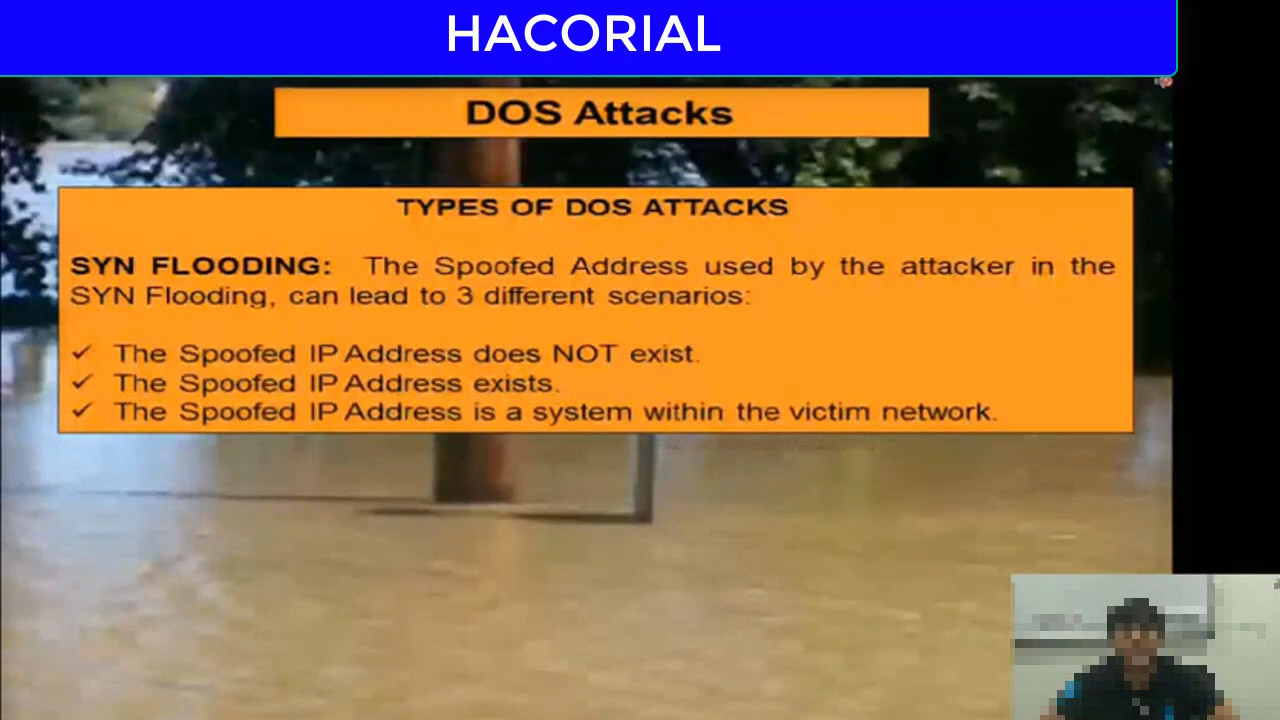 HACORIAL
DOS Attacks
TYPES OF DOS ATTACKS
SYN FLOODING: The Spoofed Address used by the attacker in the
SYN Flooding, can lead to 3 different scenarios:
✓ The Spoofed IP Address does NOT exist.
✓ The Spoofed IP Address exists.
✓ The Spoofed IP Address is a system within the victim network.